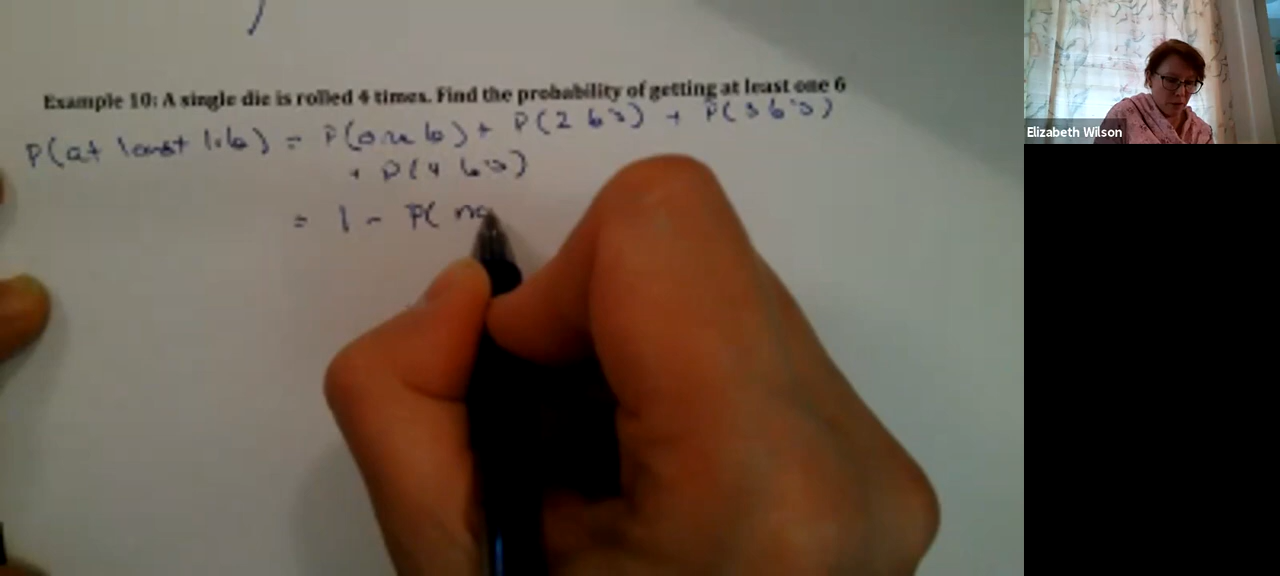 Example 10: A single die is rolled 4 times. Find the probability of getting at least one 6
P(at least 1.6) = P(one 6) + P(2 6's) + P(3 6's)
+ P(4 6's)
= 1 - P( no
Elizabeth Wilson